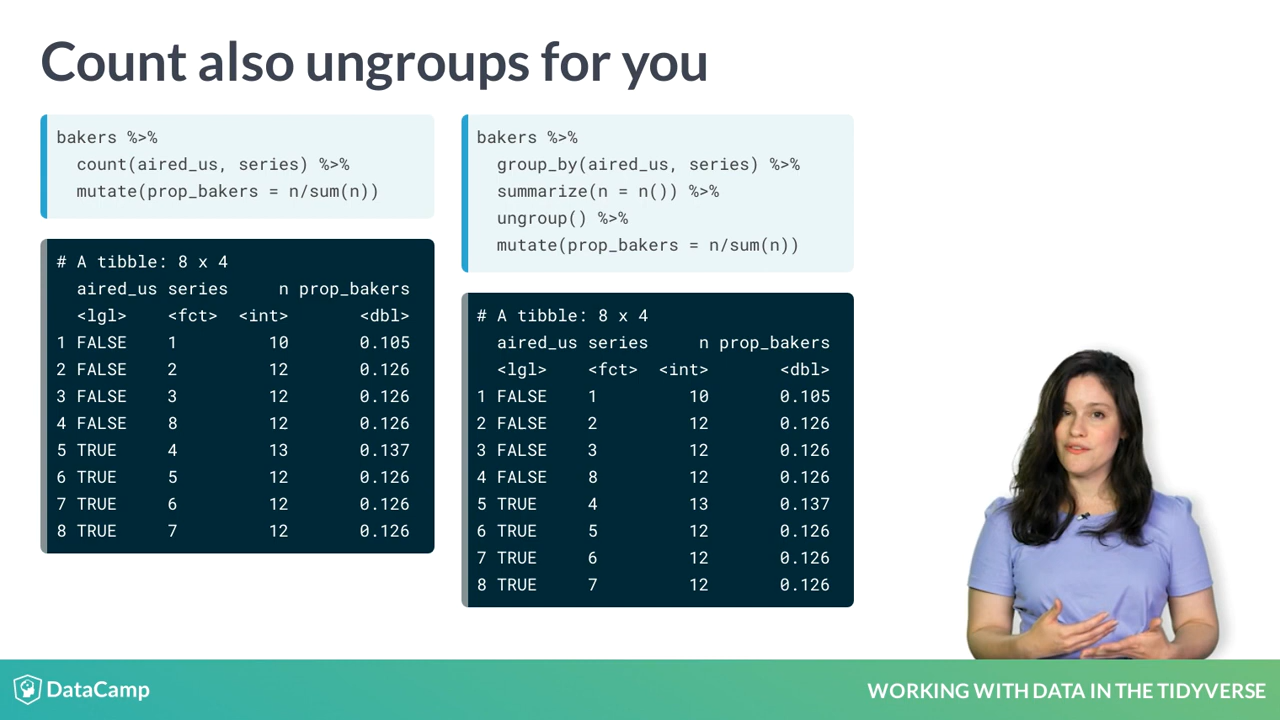 Count also ungroups for you
bakers %>%
count(aired_us, series) %>%
mutate(prop_bakers = n/sum(n))
# A tibble: 8 x 4
aired_us series n prop_bakers
<lgl> <fct> <int> <dbl>
1 FALSE 1 10 0.105
2 FALSE 2 12 0.126
3 FALSE 3 12 0.126
4 FALSE 8 12 0.126
5 TRUE 4 13 0.137
6 TRUE 5 12 0.126
7 TRUE 6 12 0.126
8 TRUE 7 12 0.126
bakers %>%
group_by(aired_us, series) %>%
summarize(n = n()) %>%
ungroup() %>%
mutate(prop_bakers = n/sum(n))
# A tibble: 8 x 4
aired_us series n prop_bakers
<lgl> <fct> <int> <dbl>
1 FALSE 1 10 0.105
2 FALSE 2 12 0.126
3 FALSE 3 12 0.126
4 FALSE 8 12 0.126
5 TRUE 4 13 0.137
6 TRUE 5 12 0.126
7 TRUE 6 12 0.126
8 TRUE 7 12 0.126
DataCamp
WORKING WITH DATA IN THE TIDYVERSE